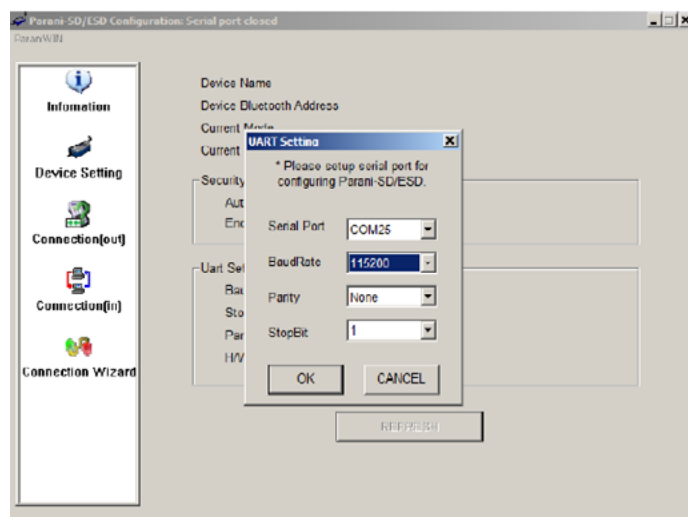 Parani-SD/ESD Configuration: Serial port closed
ParaniWIN
Infomation
Device Setting
Connection(out)
Connection(in)
Connection Wizard
Device Name
Device Bluetooth Address
Current Mode
Current
Security
Aut
Enc
Uart Set
Bau
Sto
Par
H/W
UART Setting
* Please setup serial port for
configuring Parani-SD/ESD.
Serial Port
COM25
BaudRate
115200
Parity
None
StopBit
1
OK
CANCEL
REFRESH